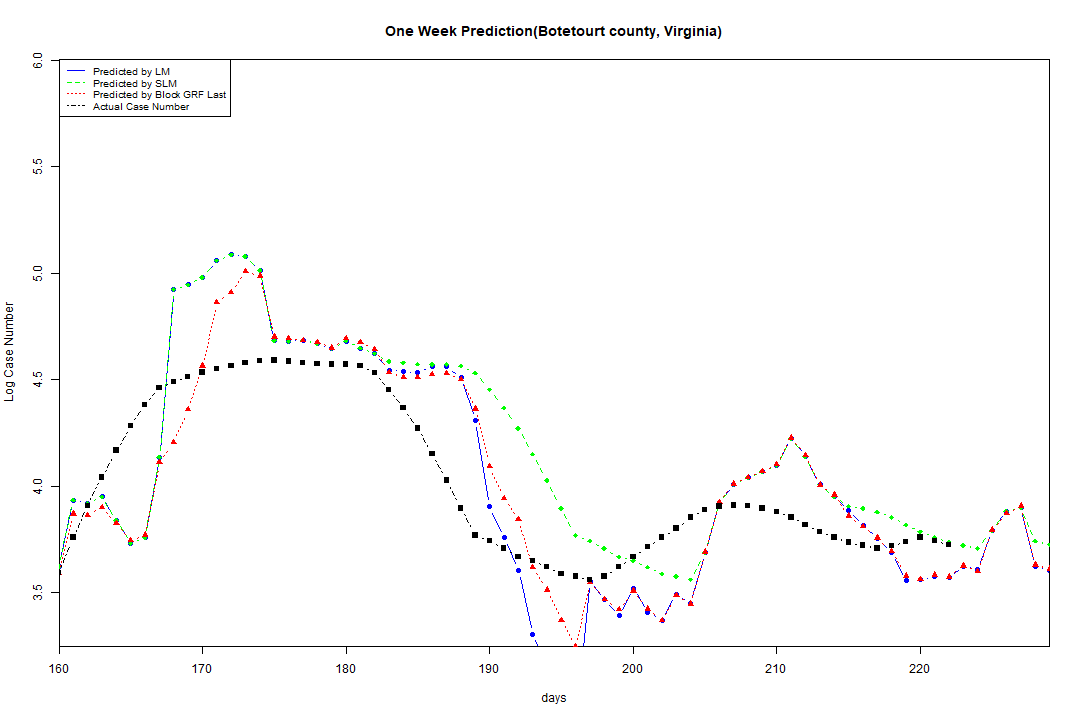 One Week Prediction(Botetourt county, Virginia)
Predicted by LM
Predicted by SLM
Predicted by Block GRF Last
Actual Case Number
6.0
5.5
5.0
4.5
4.0
3.5
Log Case Number
160 170 180 190 200 210 220
days